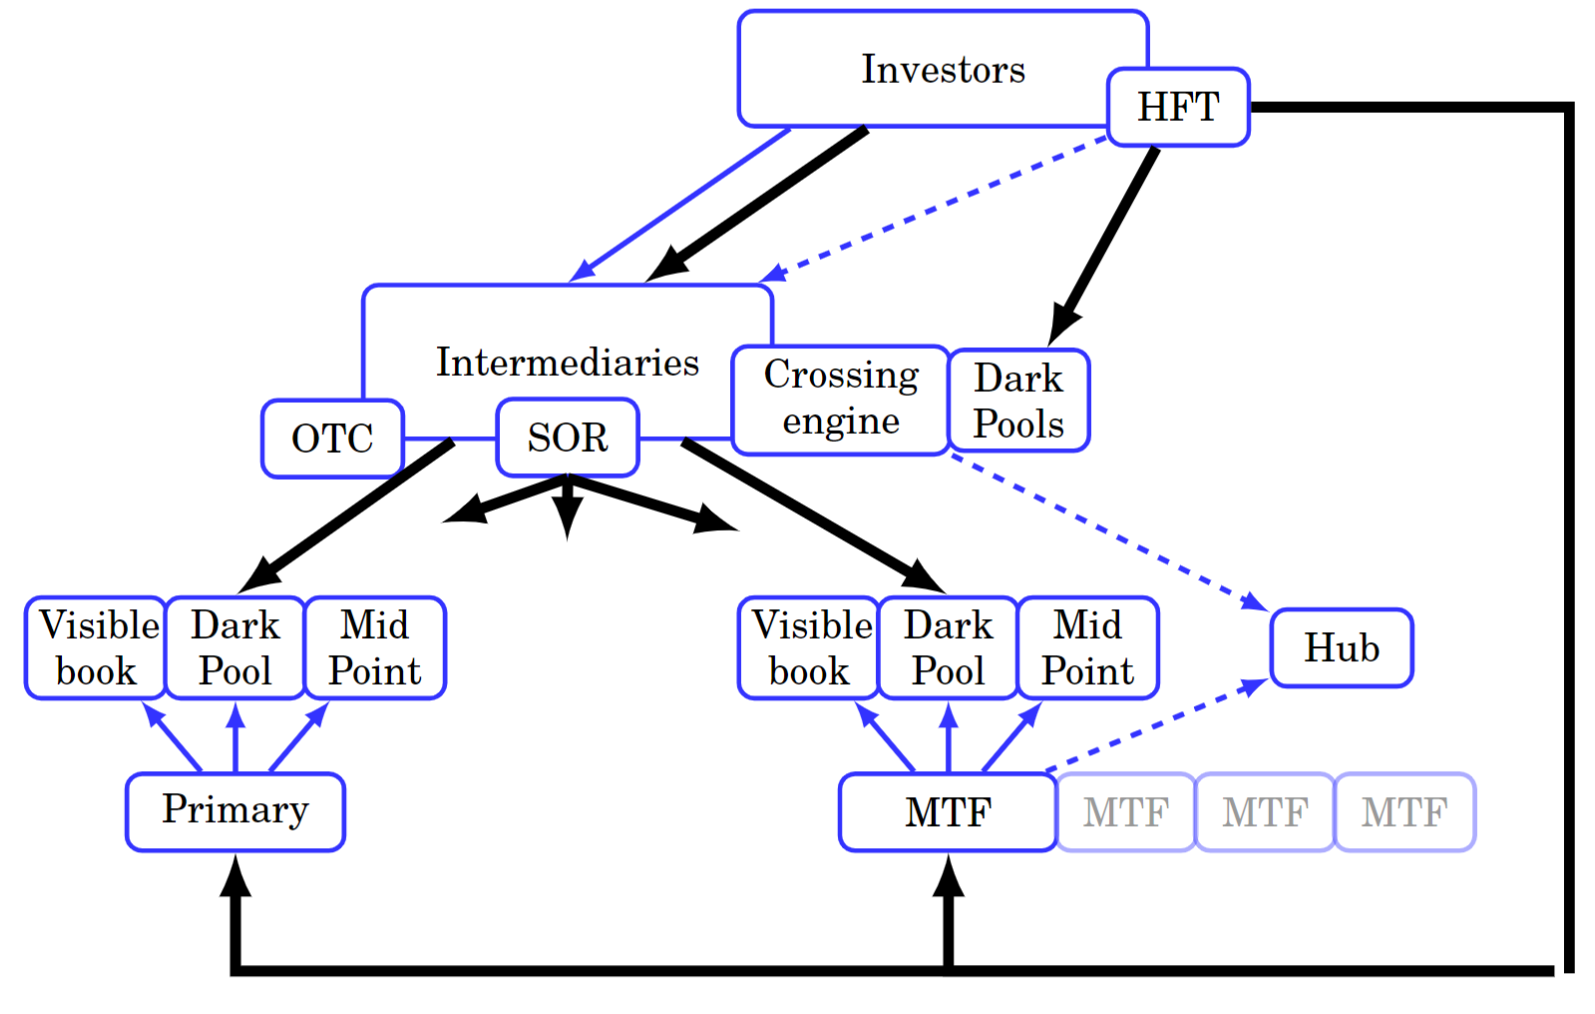 Investors
HFT
Intermediaries
Crossing
engine
Dark
Pools
OTC
SOR
Visible
book
Dark
Pool
Mid
Point
Visible
book
Dark
Pool
Mid
Point
Hub
Primary
MTF
MTF
MTF
MTF